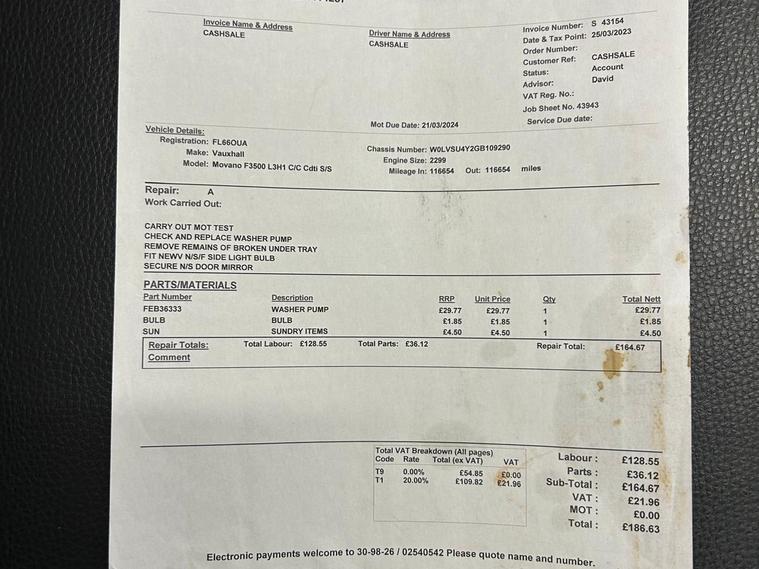 Invoice Name & Address
CASHSALE
Driver Name & Address
CASHSALE
Invoice Number: S 43154
Date & Tax Point: 25/03/2023
Order Number:
Customer Ref: CASHSALE
Status: Account
Advisor: David
VAT Reg. No.:
Job Sheet No. 43943
Mot Due Date: 21/03/2024
Service Due date:
Vehicle Details:
Registration: FL66OUA
Make: Vauxhall
Model: Movano F3500 L3H1 C/C Cdti S/S
Chassis Number: W0LVSU4Y2GB109290
Engine Size: 2299
Mileage In: 116654 Out: 116654 miles
Repair: A
Work Carried Out:
CARRY OUT MOT TEST
CHECK AND REPLACE WASHER PUMP
REMOVE REMAINS OF BROKEN UNDER TRAY
FIT NEWV N/S/F SIDE LIGHT BULB
SECURE N/S DOOR MIRROR
PARTS/MATERIALS
Part Number Description RRP Unit Price Qty Total Nett
FEB36333 WASHER PUMP £29.77 £29.77 1 £29.77
BULB BULB £1.85 £1.85 1 £1.85
SUN SUNDRY ITEMS £4.50 £4.50 1 £4.50
Repair Totals: Total Labour: £128.55 Total Parts: £36.12 Repair Total: £164.67
Comment
Total VAT Breakdown (All pages)
Code Rate Total (ex VAT) VAT
T9 0.00% £54.85 £0.00
T1 20.00% £109.82 £21.96
Labour : £128.55
Parts : £36.12
Sub-Total : £164.67
VAT : £21.96
MOT : £0.00
Total : £186.63
Electronic payments welcome to 30-98-26 / 02540542 Please quote name and number.